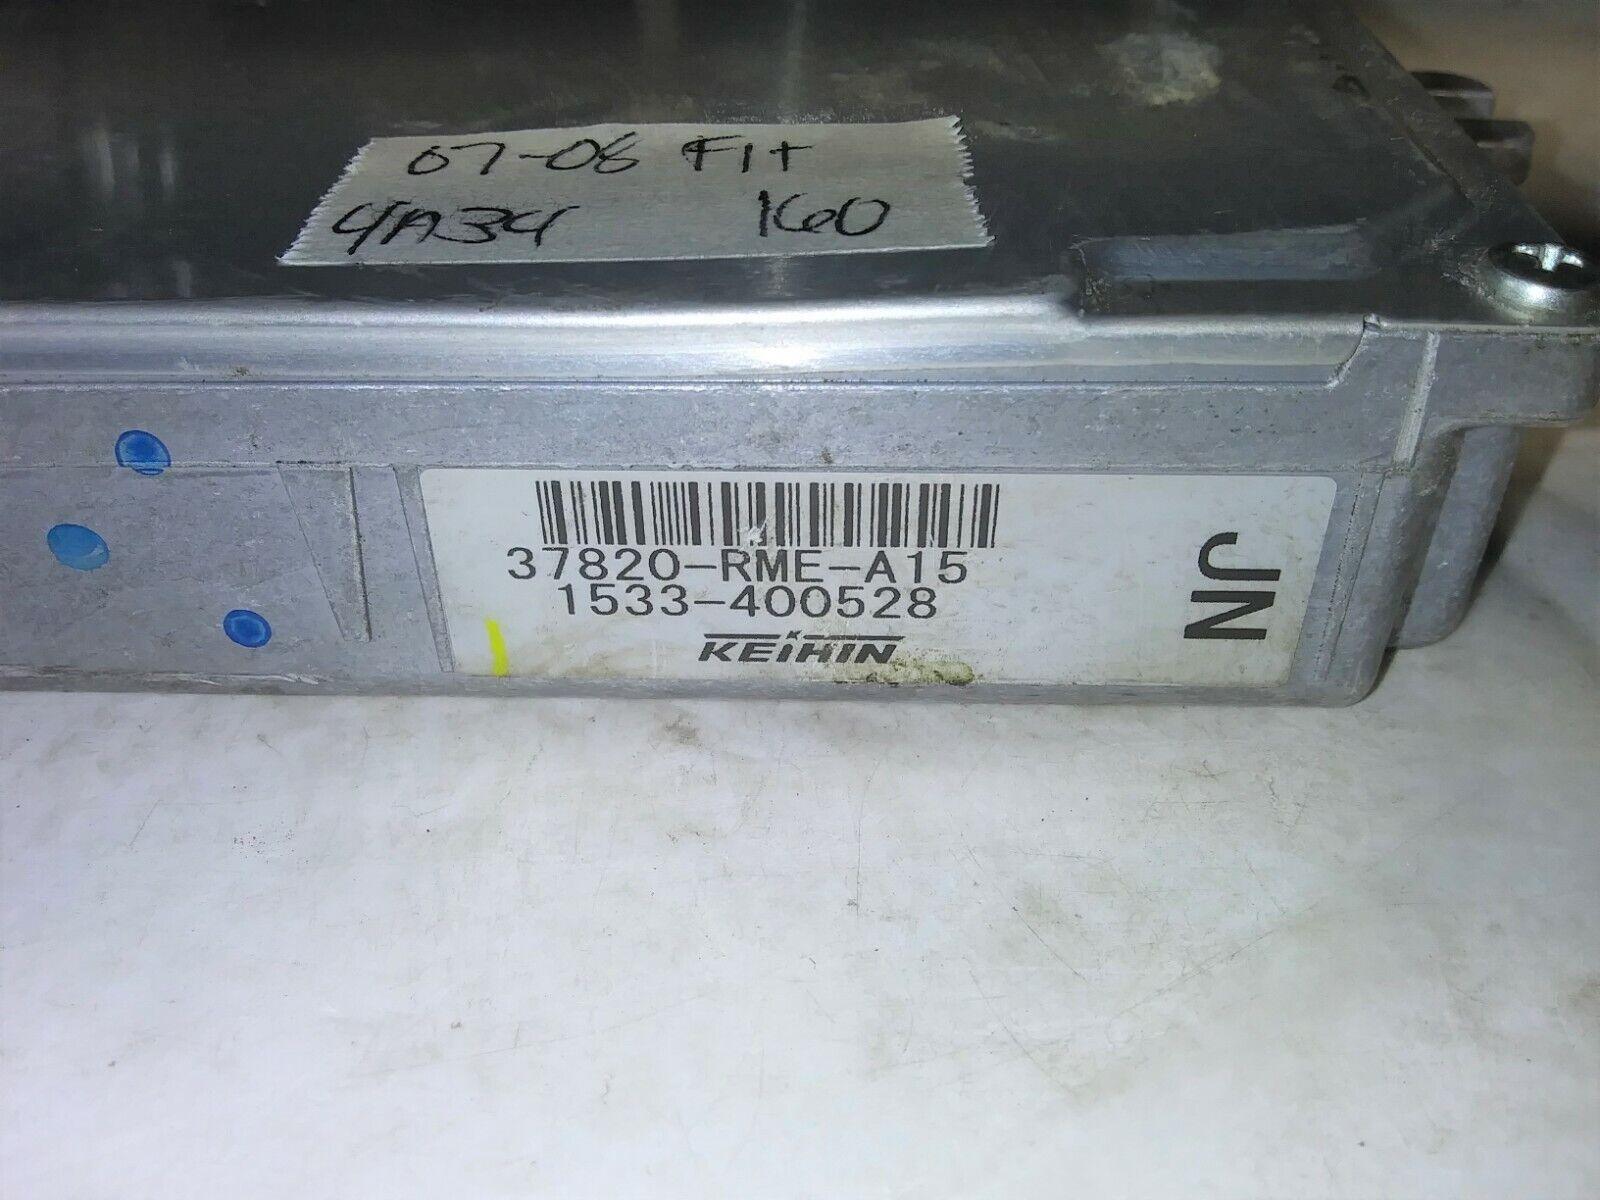 07-08 Fit
4A34 160
37820-RME-A15
1533-400528
KEIHIN
JN